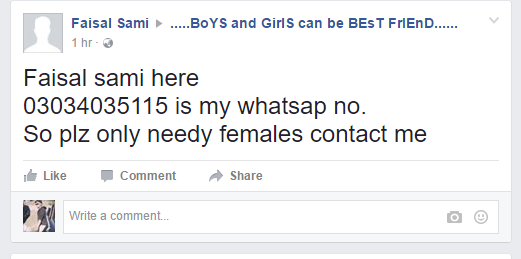 Faisal Sami ▶ .....BoYS and GirlS can be BEsT FrIEnD......
1 hr ·
Faisal sami here
03034035115 is my whatsap no.
So plz only needy females contact me
Like Comment Share
Write a comment...